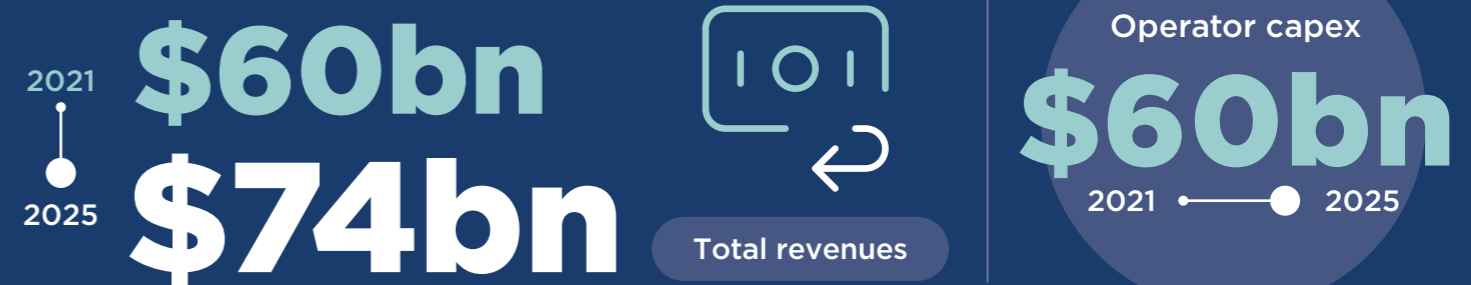 2021
$60bn
2025
$74bn
Total revenues
Operator capex
$60bn
2021 2025